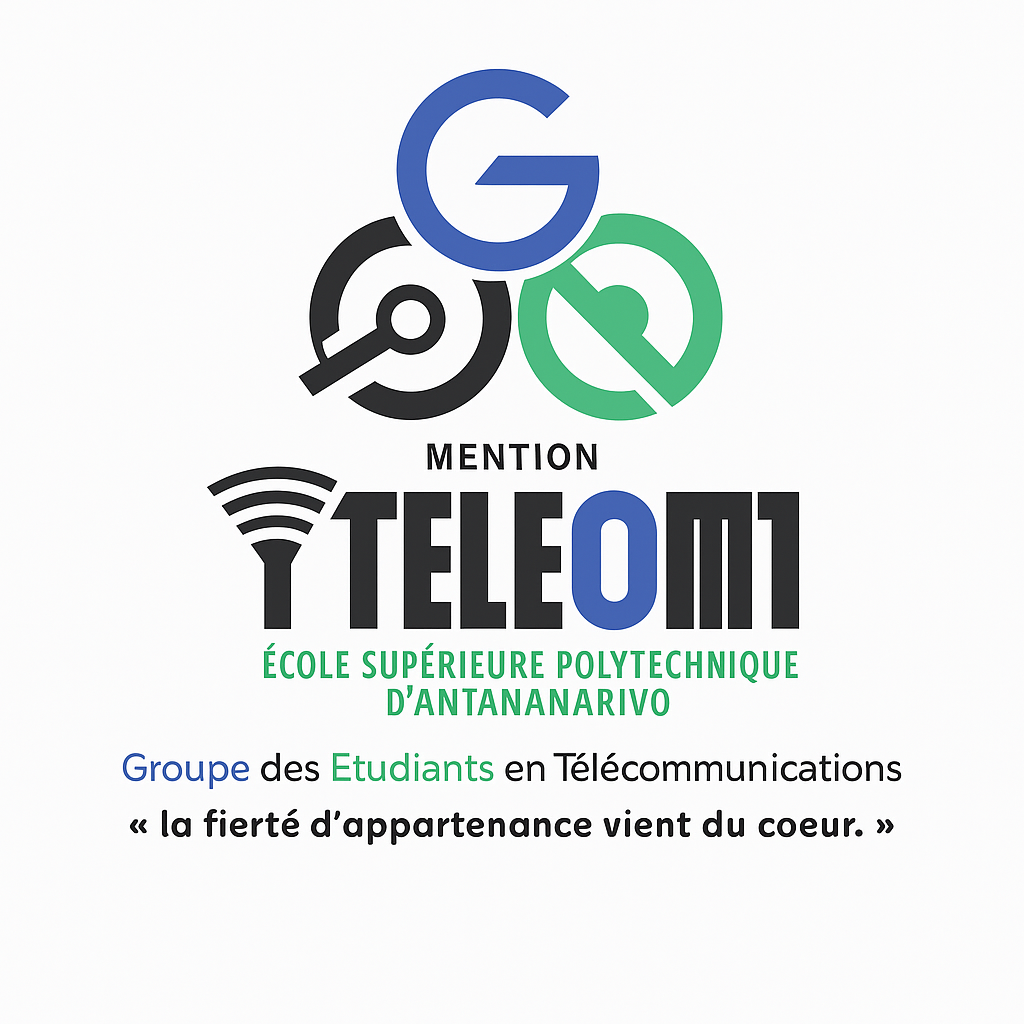 G
MENTION
TELEOM1
ÉCOLE SUPÉRIEURE POLYTECHNIQUE
D'ANTANANARIVO
Groupe des Etudiants en Télécommunications
« la fierté d'appartenance vient du coeur. »